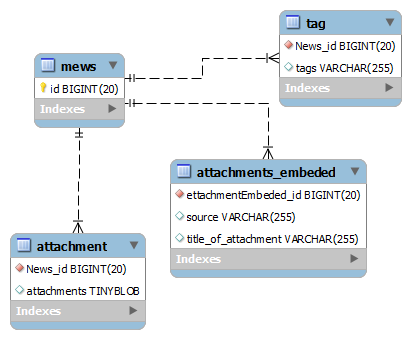 tag
News_id BIGINT(20)
tags VARCHAR(255)
Indexes
mews
id BIGINT(20)
Indexes
attachments_embeded
ettachmentEmbeded_id BIGINT(20)
source VARCHAR(255)
title_of_attachment VARCHAR(255)
Indexes
attachment
News_id BIGINT(20)
attachments TINYBLOB
Indexes